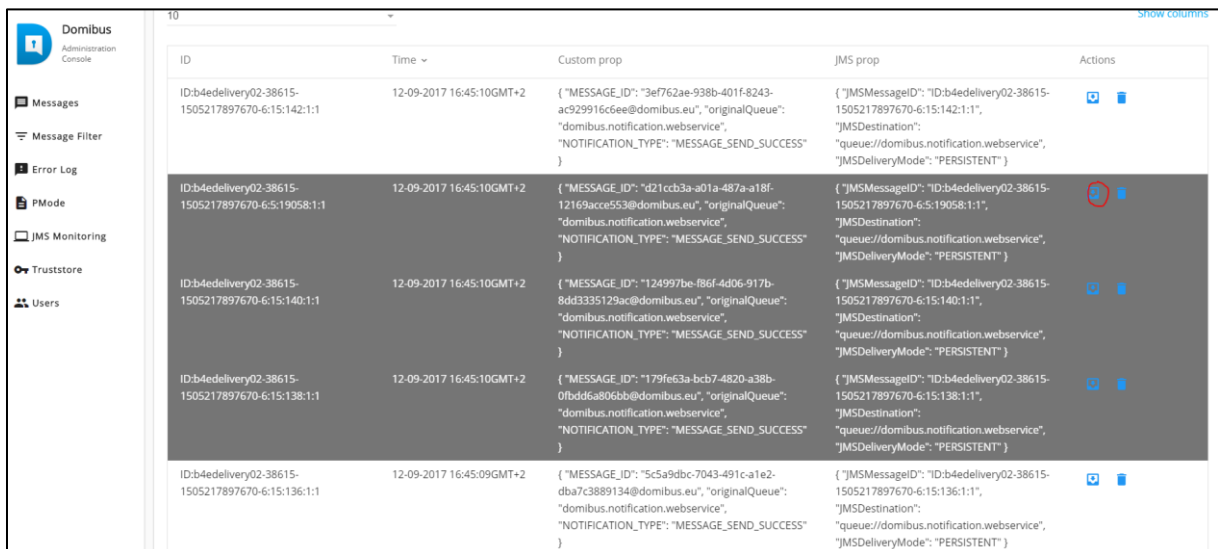 Domibus
Administration
Console
Messages
Message Filter
Error Log
PMode
JMS Monitoring
Truststore
Users
10
Show columns
ID
Time
Custom prop
JMS prop
Actions
ID:b4edelivery02-38615-
1505217897670-6:15:142:1:1
12-09-2017 16:45:10GMT+2
{ "MESSAGE_ID": "3ef762ae-938b-401f-8243-
ac929916c6ee@domibus.eu", "originalQueue":
"domibus.notification.webservice",
"NOTIFICATION_TYPE": "MESSAGE_SEND_SUCCESS"
}
{ "JMSMessageID": "ID:b4edelivery02-38615-
1505217897670-6:15:142:1:1",
"JMSDestination":
"queue://domibus.notification.webservice",
"JMSDeliveryMode": "PERSISTENT" }
ID:b4edelivery02-38615-
1505217897670-6:5:19058:1:1
12-09-2017 16:45:10GMT+2
{ "MESSAGE_ID": "d21ccb3a-a01a-487a-a18f-
12169acce553@domibus.eu", "originalQueue":
"domibus.notification.webservice",
"NOTIFICATION_TYPE": "MESSAGE_SEND_SUCCESS"
}
{ "JMSMessageID": "ID:b4edelivery02-38615-
1505217897670-6:5:19058:1:1",
"JMSDestination":
"queue://domibus.notification.webservice",
"JMSDeliveryMode": "PERSISTENT" }
ID:b4edelivery02-38615-
1505217897670-6:15:140:1:1
12-09-2017 16:45:10GMT+2
{ "MESSAGE_ID": "124997be-f86f-4d06-917b-
8dd3335129ac@domibus.eu", "originalQueue":
"domibus.notification.webservice",
"NOTIFICATION_TYPE": "MESSAGE_SEND_SUCCESS"
}
{ "JMSMessageID": "ID:b4edelivery02-38615-
1505217897670-6:15:140:1:1",
"JMSDestination":
"queue://domibus.notification.webservice",
"JMSDeliveryMode": "PERSISTENT" }
ID:b4edelivery02-38615-
1505217897670-6:15:138:1:1
12-09-2017 16:45:10GMT+2
{ "MESSAGE_ID": "179fe63a-bcb7-4820-a38b-
0fbdd6a806bb@domibus.eu", "originalQueue":
"domibus.notification.webservice",
"NOTIFICATION_TYPE": "MESSAGE_SEND_SUCCESS"
}
{ "JMSMessageID": "ID:b4edelivery02-38615-
1505217897670-6:15:138:1:1",
"JMSDestination":
"queue://domibus.notification.webservice",
"JMSDeliveryMode": "PERSISTENT" }
ID:b4edelivery02-38615-
1505217897670-6:15:136:1:1
12-09-2017 16:45:09GMT+2
{ "MESSAGE_ID": "5c5a9dbc-7043-491c-a1e2-
dba7c3889134@domibus.eu", "originalQueue":
"domibus.notification.webservice",
"NOTIFICATION_TYPE": "MESSAGE_SEND_SUCCESS"
}
{ "JMSMessageID": "ID:b4edelivery02-38615-
1505217897670-6:15:136:1:1",
"JMSDestination":
"queue://domibus.notification.webservice",
"JMSDeliveryMode": "PERSISTENT" }